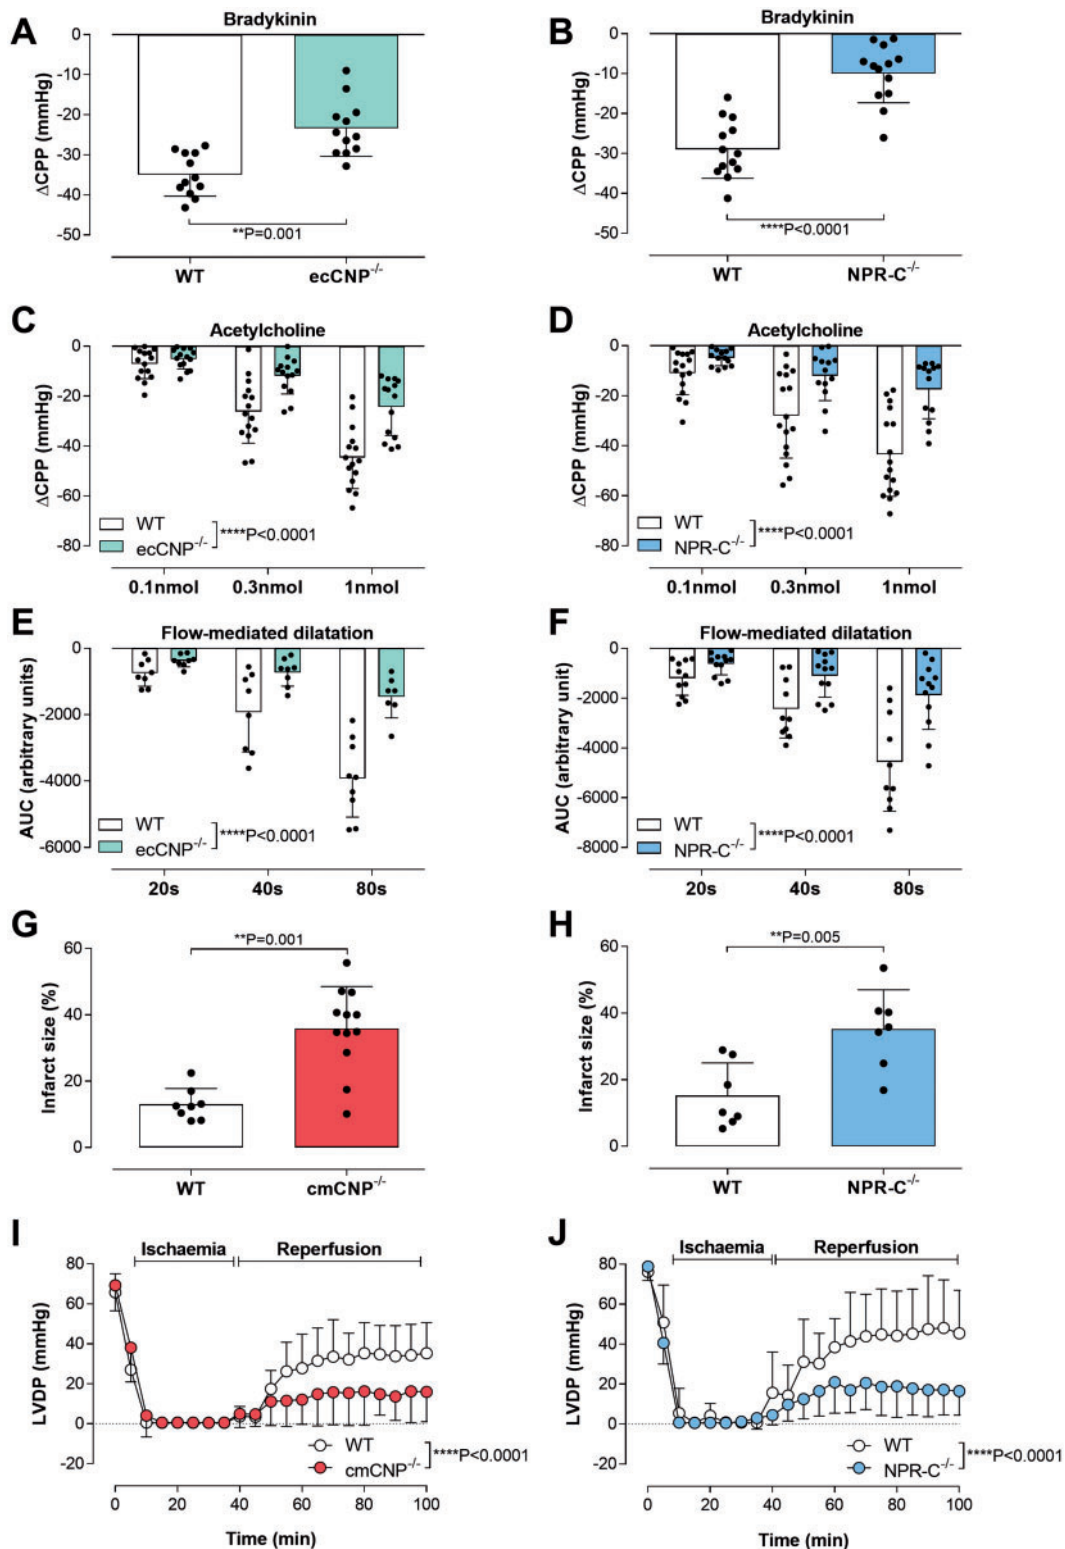 A
Bradykinin
ΔCPP (mmHg)
0
-10
-20
-30
-40
-50
**P=0.001
WT
ecCNP-/-
B
Bradykinin
ΔCPP (mmHg)
0
-10
-20
-30
-40
-50
****P<0.0001
WT
NPR-C-/-
C
Acetylcholine
ΔCPP (mmHg)
0
-20
-40
-60
-80
WT
ecCNP-/-
****P<0.0001
0.1nmol
0.3nmol
1nmol
D
Acetylcholine
ΔCPP (mmHg)
0
-20
-40
-60
-80
WT
NPR-C-/-
****P<0.0001
0.1nmol
0.3nmol
1nmol
E
Flow-mediated dilatation
AUC (arbitrary units)
0
-2000
-4000
-6000
WT
ecCNP-/-
****P<0.0001
20s
40s
80s
F
Flow-mediated dilatation
AUC (arbitrary unit)
0
-2000
-4000
-6000
-8000
WT
NPR-C-/-
****P<0.0001
20s
40s
80s
G
Infarct size (%)
60
40
20
0
**P=0.001
WT
cmCNP-/-
H
Infarct size (%)
60
40
20
0
**P=0.005
WT
NPR-C-/-
I
Ischaemia
Reperfusion
LVDP (mmHg)
80
60
40
20
0
-20
WT
cmCNP-/-
****P<0.0001
0
20
40
60
80
100
Time (min)
J
Ischaemia
Reperfusion
LVDP (mmHg)
80
60
40
20
0
-20
WT
NPR-C-/-
****P<0.0001
0
20
40
60
80
100
Time (min)